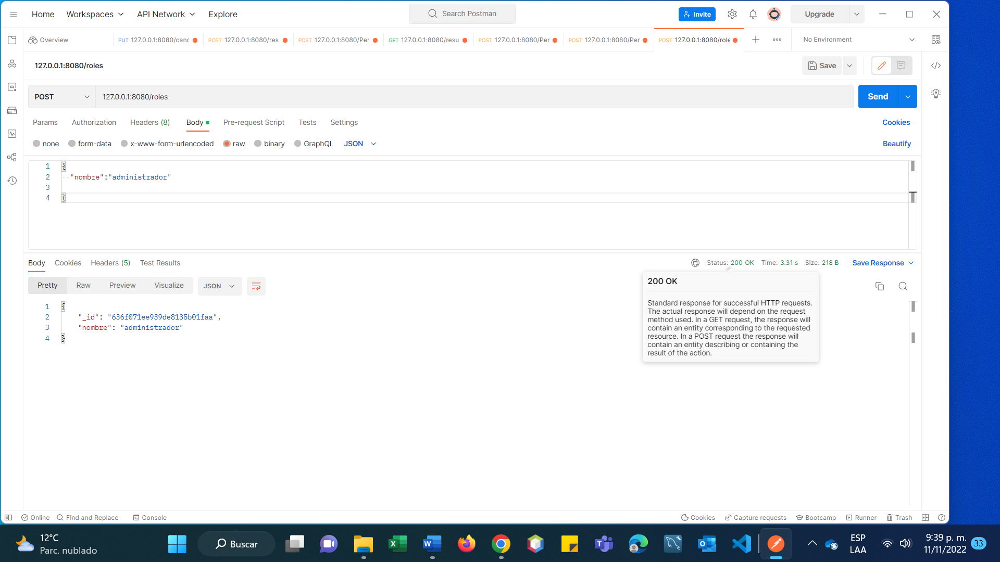 Home Workspaces API Network Explore Search Postman Invite Upgrade
Overview PUT 127.0.0.1:8080/canc POST 127.0.0.1:8080/res POST 127.0.0.1:8080/Per GET 127.0.0.1:8080/resu POST 127.0.0.1:8080/Per POST 127.0.0.1:8080/Per POST 127.0.0.1:8080/role No Environment
127.0.0.1:8080/roles Save
POST 127.0.0.1:8080/roles Send
Params Authorization Headers (8) Body Pre-request Script Tests Settings Cookies
none form-data x-www-form-urlencoded raw binary GraphQL JSON Beautify
1 {
2 "nombre":"administrador"
3
4 }
Body Cookies Headers (5) Test Results Status: 200 OK Time: 3.31 s Size: 218 B Save Response
Pretty Raw Preview Visualize JSON
200 OK
Standard response for successful HTTP requests.
The actual response will depend on the request
method used. In a GET request, the response will
contain an entity corresponding to the requested
resource. In a POST request the response will
contain an entity describing or containing the
result of the action.
1 {
2 "_id": "636f071ee939de8135b01faa",
3 "nombre": "administrador"
4 }
Online Find and Replace Console Cookies Capture requests Bootcamp Runner Trash
12°C
Parc. nublado
Buscar
ESP
LAA
9:39 p. m.
11/11/2022
33